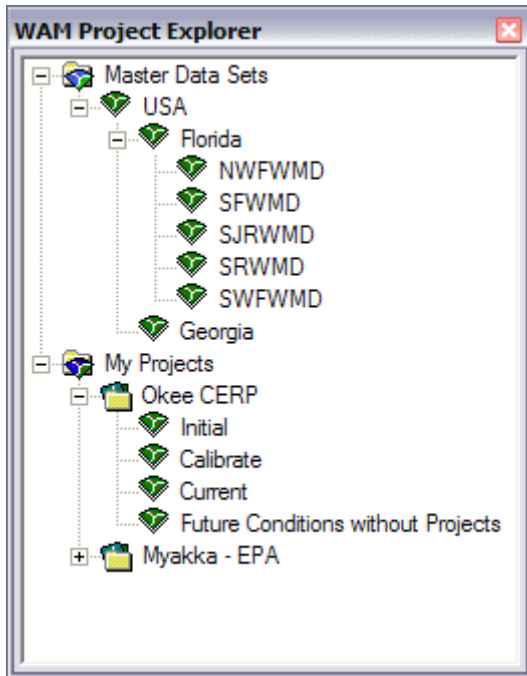 WAM Project Explorer
Master Data Sets
USA
Florida
NWFWMD
SFWMD
SJRWMD
SRWMD
SWFWMD
Georgia
My Projects
Okee CERP
Initial
Calibrate
Current
Future Conditions without Projects
Myakka - EPA